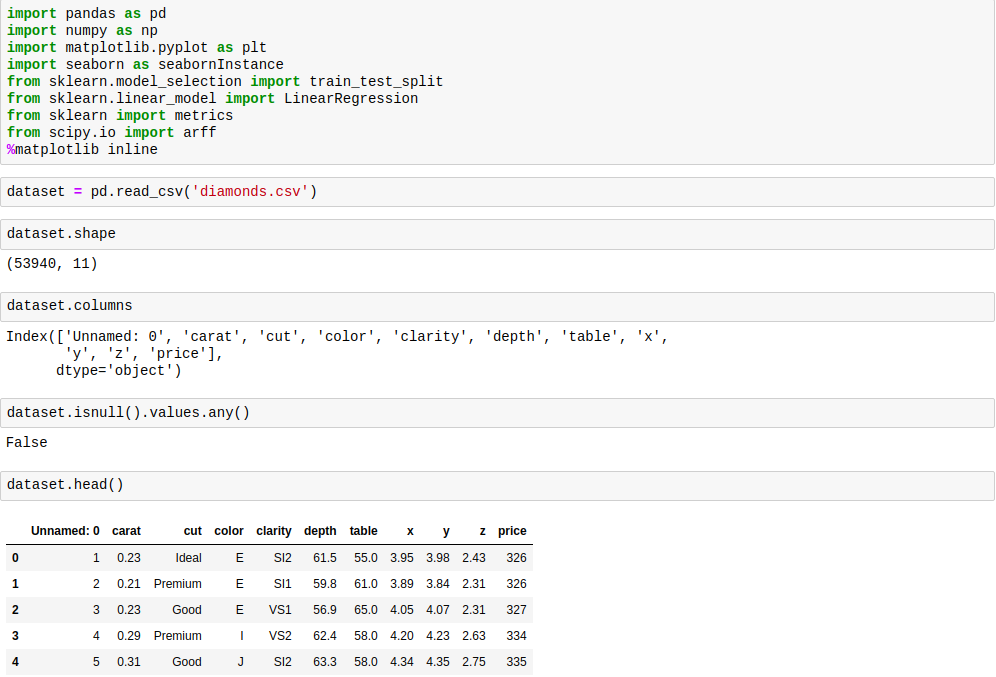 import pandas as pd
import numpy as np
import matplotlib.pyplot as plt
import seaborn as seabornInstance
from sklearn.model_selection import train_test_split
from sklearn.linear_model import LinearRegression
from sklearn import metrics
from scipy.io import arff
%matplotlib inline
dataset = pd.read_csv('diamonds.csv')
dataset.shape
(53940, 11)
dataset.columns
Index(['Unnamed: 0', 'carat', 'cut', 'color', 'clarity', 'depth', 'table', 'x',
       'y', 'z', 'price'],
      dtype='object')
dataset.isnull().values.any()
False
dataset.head()
Unnamed: 0 carat cut color clarity depth table x y z price
0 1 0.23 Ideal E SI2 61.5 55.0 3.95 3.98 2.43 326
1 2 0.21 Premium E SI1 59.8 61.0 3.89 3.84 2.31 326
2 3 0.23 Good E VS1 56.9 65.0 4.05 4.07 2.31 327
3 4 0.29 Premium I VS2 62.4 58.0 4.20 4.23 2.63 334
4 5 0.31 Good J SI2 63.3 58.0 4.34 4.35 2.75 335